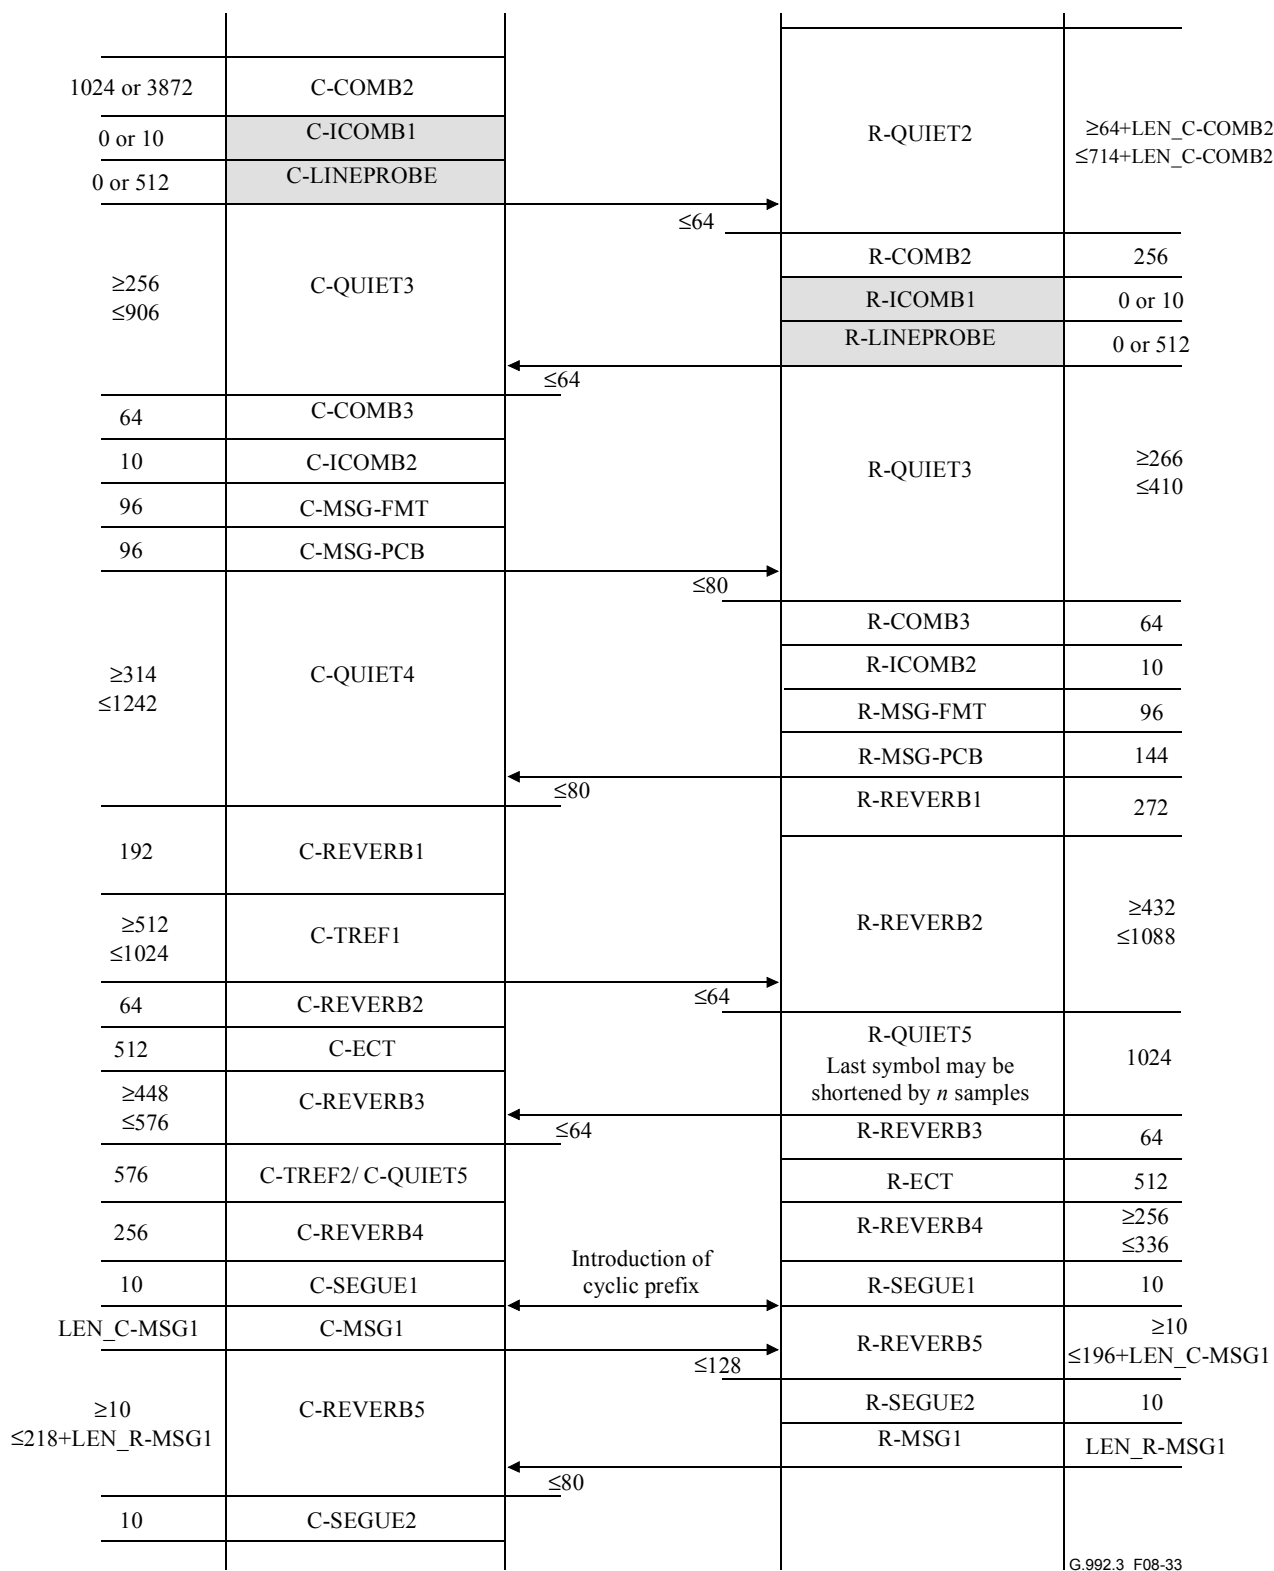 1024 or 3872 C-COMB2
0 or 10 C-ICOMB1
0 or 512 C-LINEPROBE
R-QUIET2 ≥64+LEN_C-COMB2
≤714+LEN_C-COMB2
≤64
R-COMB2 256
≥256
≤906
C-QUIET3
R-ICOMB1 0 or 10
R-LINEPROBE 0 or 512
≤64
64 C-COMB3
10 C-ICOMB2
96 C-MSG-FMT
96 C-MSG-PCB
R-QUIET3 ≥266
≤410
≤80
R-COMB3 64
≥314
≤1242
C-QUIET4
R-ICOMB2 10
R-MSG-FMT 96
R-MSG-PCB 144
≤80
R-REVERB1 272
192 C-REVERB1
≥512
≤1024
C-TREF1
R-REVERB2 ≥432
≤1088
≤64
64 C-REVERB2
512 C-ECT
R-QUIET5
Last symbol may be
shortened by n samples
1024
≥448
≤576
C-REVERB3
≤64
R-REVERB3 64
576 C-TREF2/ C-QUIET5
R-ECT 512
256 C-REVERB4
R-REVERB4 ≥256
≤336
Introduction of
cyclic prefix
10 C-SEGUE1
R-SEGUE1 10
LEN_C-MSG1 C-MSG1
R-REVERB5 ≥10
≤196+LEN_C-MSG1
≤128
≥10
≤218+LEN_R-MSG1
C-REVERB5
R-SEGUE2 10
R-MSG1 LEN_R-MSG1
≤80
10 C-SEGUE2
G.992.3_F08-33